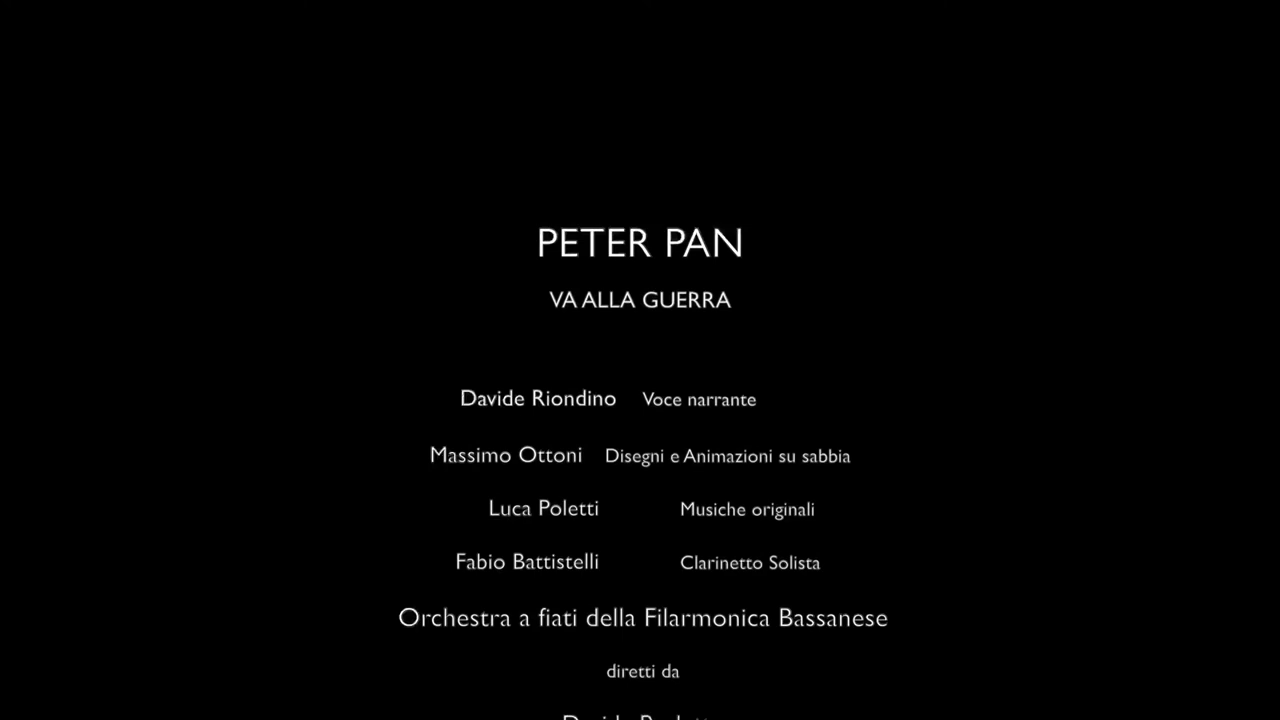 PETER PAN
VA ALLA GUERRA
Davide Riondino Voce narrante
Massimo Ottoni Disegni e Animazioni su sabbia
Luca Poletti Musiche originali
Fabio Battistelli Clarinetto Solista
Orchestra a fiati della Filarmonica Bassanese
diretti da